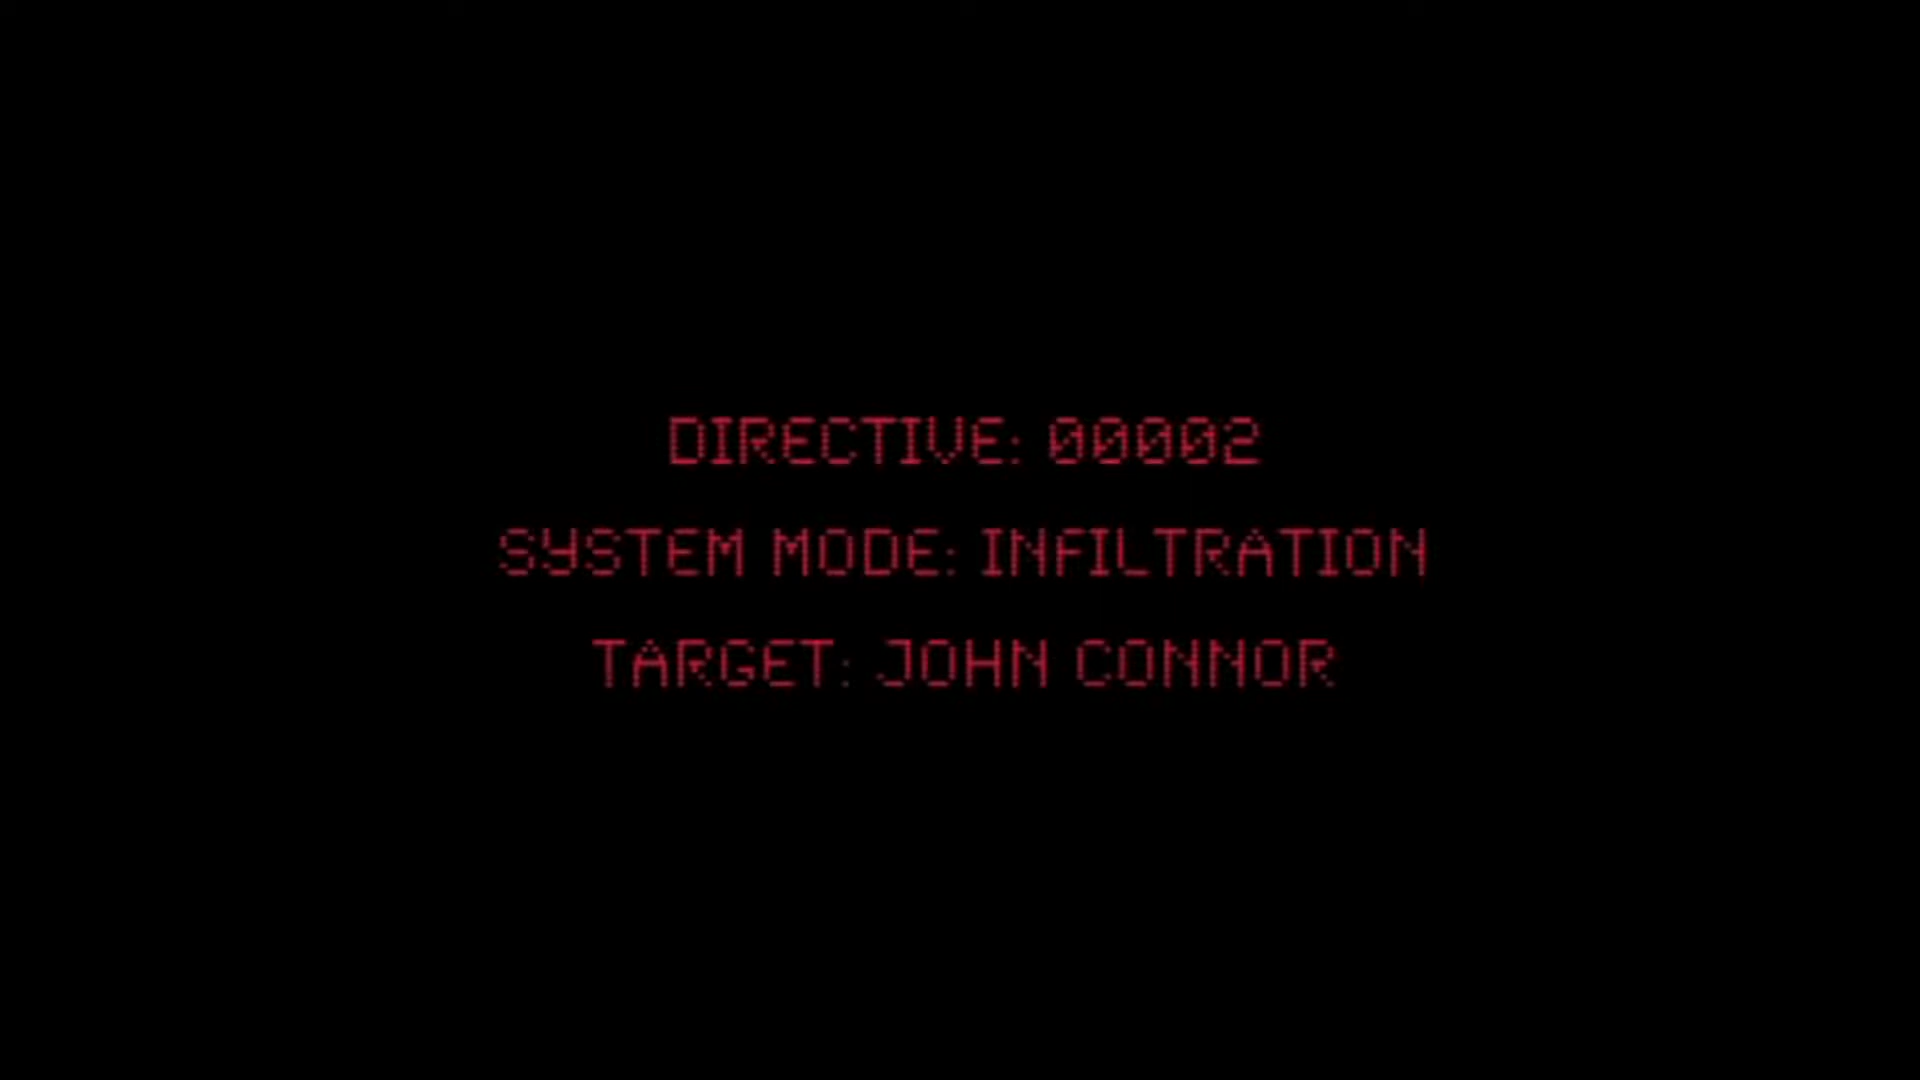 DIRECTIVE: 00002
SYSTEM MODE: INFILTRATION
TARGET: JOHN CONNOR